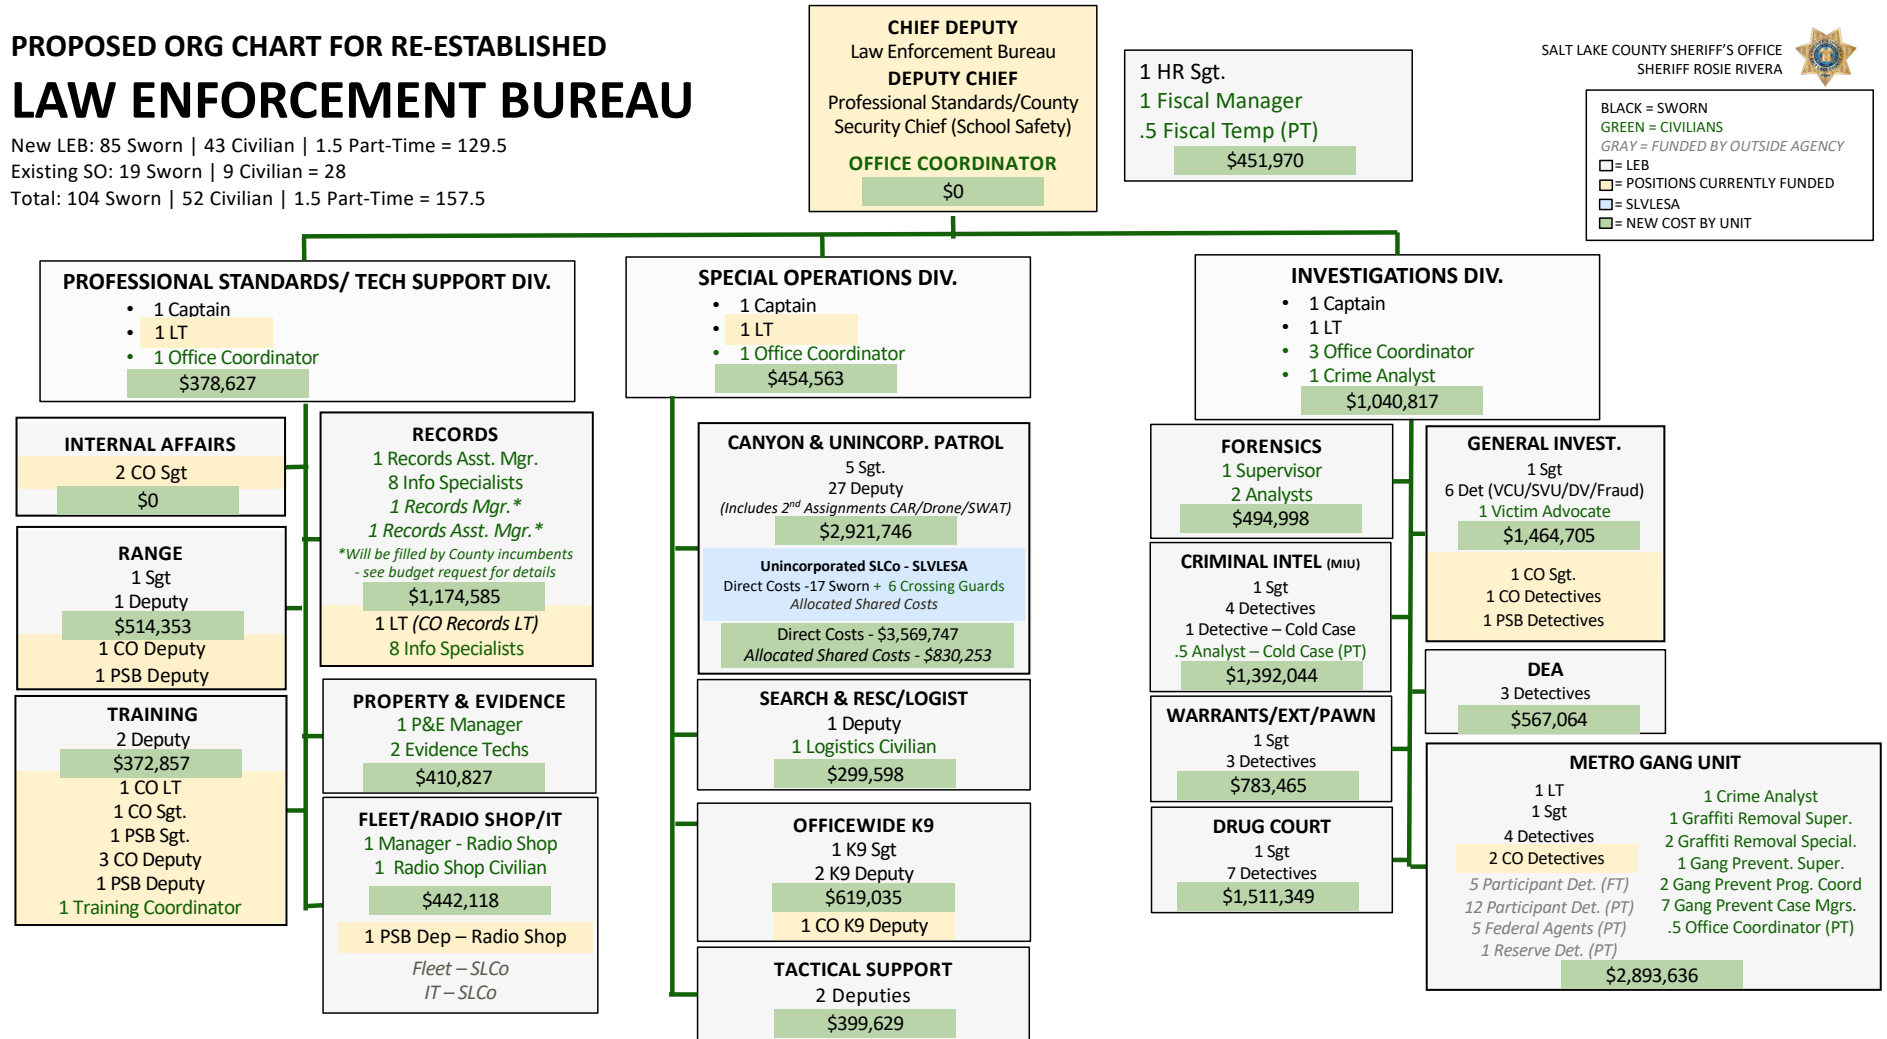 PROPOSED ORG CHART FOR RE-ESTABLISHED
LAW ENFORCEMENT BUREAU
New LEB: 85 Sworn | 43 Civilian | 1.5 Part-Time = 129.5
Existing SO: 19 Sworn | 9 Civilian = 28
Total: 104 Sworn | 52 Civilian | 1.5 Part-Time = 157.5
CHIEF DEPUTY
Law Enforcement Bureau
DEPUTY CHIEF
Professional Standards/County
Security Chief (School Safety)
OFFICE COORDINATOR
$0
1 HR Sgt.
1 Fiscal Manager
.5 Fiscal Temp (PT)
$451,970
SALT LAKE COUNTY SHERIFF'S OFFICE
SHERIFF ROSIE RIVERA
BLACK = SWORN
GREEN = CIVILIANS
GRAY = FUNDED BY OUTSIDE AGENCY
= LEB
= POSITIONS CURRENTLY FUNDED
= SLVLESA
= NEW COST BY UNIT
PROFESSIONAL STANDARDS/ TECH SUPPORT DIV.
• 1 Captain
• 1 LT
• 1 Office Coordinator
$378,627
INTERNAL AFFAIRS
2 CO Sgt
$0
RANGE
1 Sgt
1 Deputy
$514,353
1 CO Deputy
1 PSB Deputy
TRAINING
2 Deputy
$372,857
1 CO LT
1 CO Sgt.
1 PSB Sgt.
3 CO Deputy
1 PSB Deputy
1 Training Coordinator
RECORDS
1 Records Asst. Mgr.
8 Info Specialists
1 Records Mgr.*
1 Records Asst. Mgr.*
*Will be filled by County incumbents
- see budget request for details
$1,174,585
1 LT (CO Records LT)
8 Info Specialists
PROPERTY & EVIDENCE
1 P&E Manager
2 Evidence Techs
$410,827
FLEET/RADIO SHOP/IT
1 Manager - Radio Shop
1 Radio Shop Civilian
$442,118
1 PSB Dep – Radio Shop
Fleet – SLCo
IT – SLCo
SPECIAL OPERATIONS DIV.
• 1 Captain
• 1 LT
• 1 Office Coordinator
$454,563
CANYON & UNINCORP. PATROL
5 Sgt.
27 Deputy
(Includes 2nd Assignments CAR/Drone/SWAT)
$2,921,746
Unincorporated SLCo - SLVLESA
Direct Costs -17 Sworn + 6 Crossing Guards
Allocated Shared Costs
Direct Costs - $3,569,747
Allocated Shared Costs - $830,253
SEARCH & RESC/LOGIST
1 Deputy
1 Logistics Civilian
$299,598
OFFICEWIDE K9
1 K9 Sgt
2 K9 Deputy
$619,035
1 CO K9 Deputy
TACTICAL SUPPORT
2 Deputies
$399,629
INVESTIGATIONS DIV.
• 1 Captain
• 1 LT
• 3 Office Coordinator
• 1 Crime Analyst
$1,040,817
FORENSICS
1 Supervisor
2 Analysts
$494,998
CRIMINAL INTEL (MIU)
1 Sgt
4 Detectives
1 Detective – Cold Case
.5 Analyst – Cold Case (PT)
$1,392,044
WARRANTS/EXT/PAWN
1 Sgt
3 Detectives
$783,465
DRUG COURT
1 Sgt
7 Detectives
$1,511,349
GENERAL INVEST.
1 Sgt
6 Det (VCU/SVU/DV/Fraud)
1 Victim Advocate
$1,464,705
1 CO Sgt.
1 CO Detectives
1 PSB Detectives
DEA
3 Detectives
$567,064
METRO GANG UNIT
1 LT
1 Sgt
4 Detectives
2 CO Detectives
5 Participant Det. (FT)
12 Participant Det. (PT)
5 Federal Agents (PT)
1 Reserve Det. (PT)
1 Crime Analyst
1 Graffiti Removal Super.
2 Graffiti Removal Special.
1 Gang Prevent. Super.
2 Gang Prevent Prog. Coord
7 Gang Prevent Case Mgrs.
.5 Office Coordinator (PT)
$2,893,636